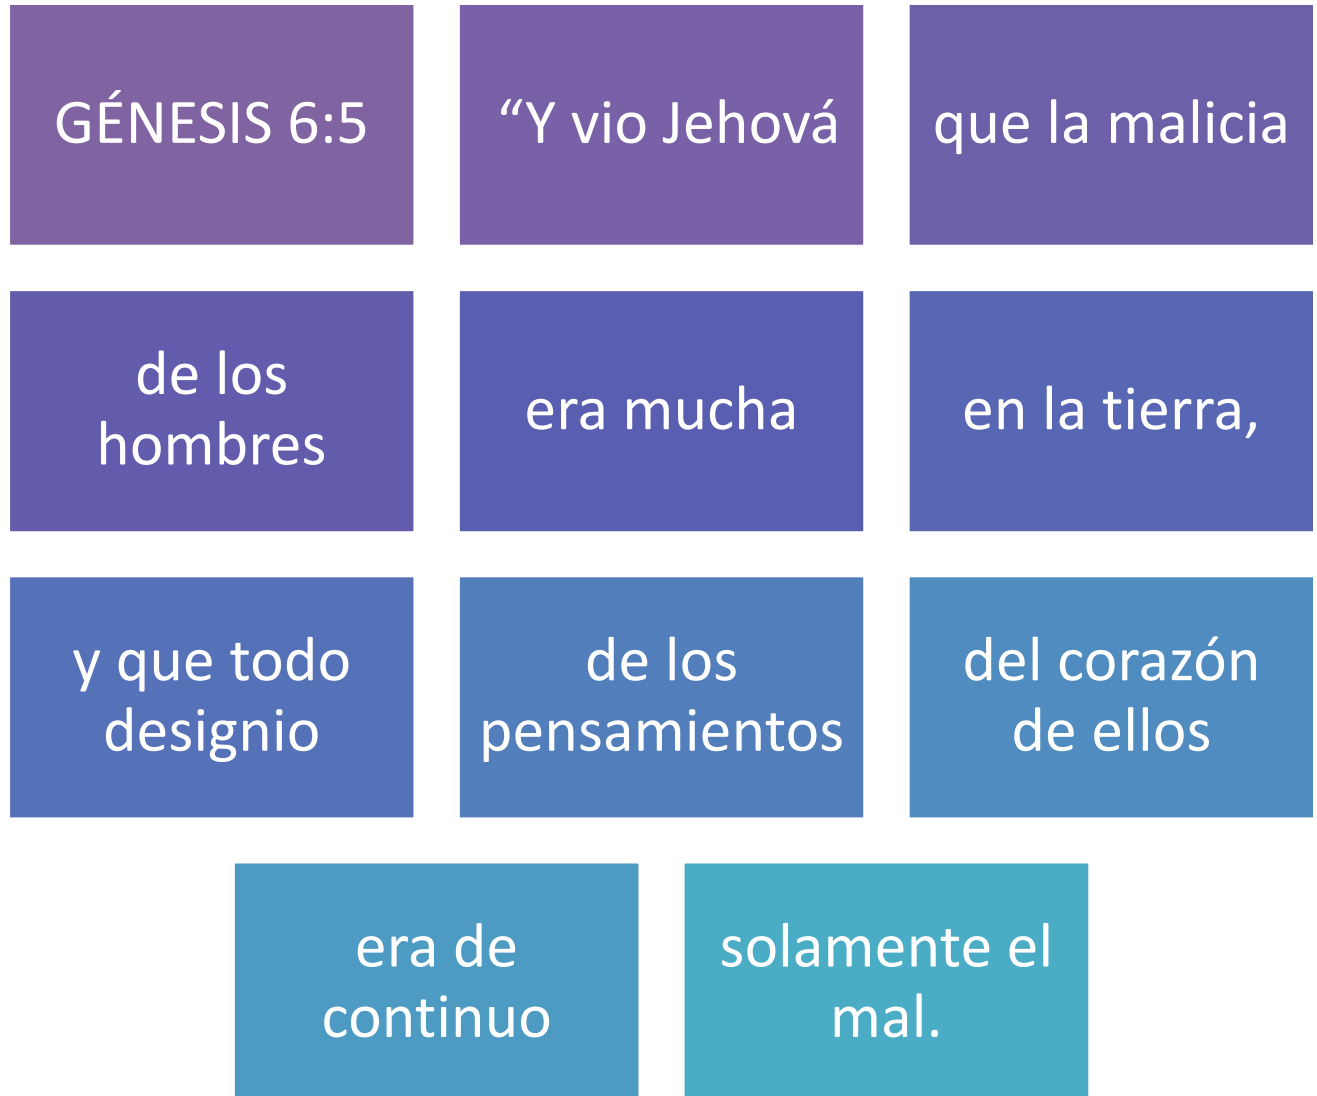 GÉNESIS 6:5
“Y vio Jehová
que la malicia
de los
hombres
era mucha
en la tierra,
y que todo
designio
de los
pensamientos
del corazón
de ellos
era de
continuo
solamente el
mal.